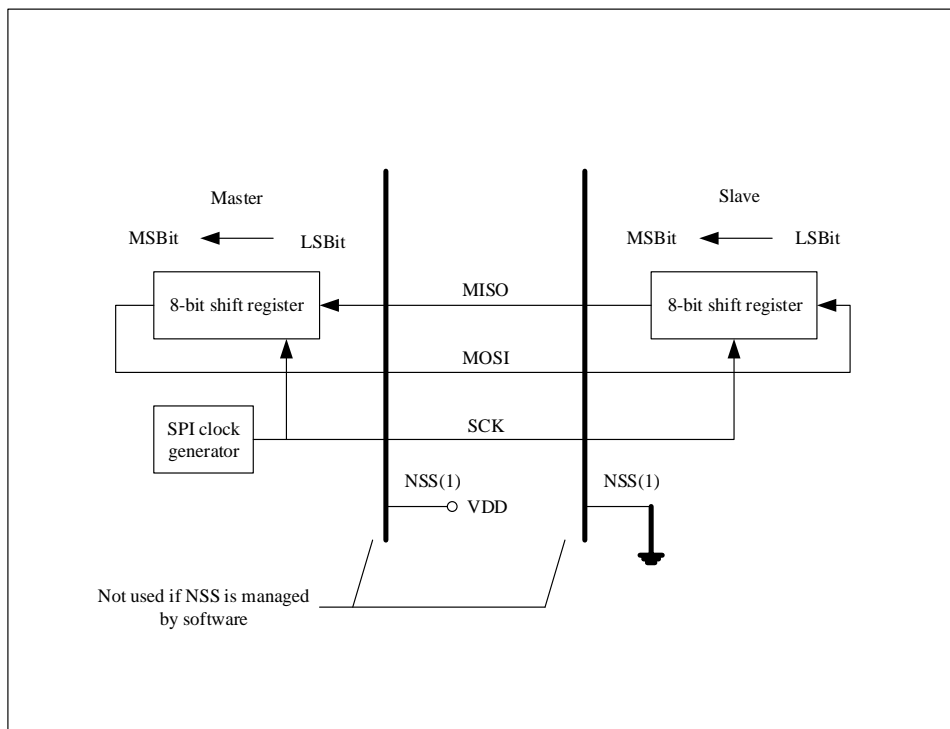 Master
Slave
MSBit
LSBit
MSBit
LSBit
8-bit shift register
MISO
8-bit shift register
MOSI
SPI clock
generator
SCK
NSS(1)
VDD
NSS(1)
Not used if NSS is managed
by software